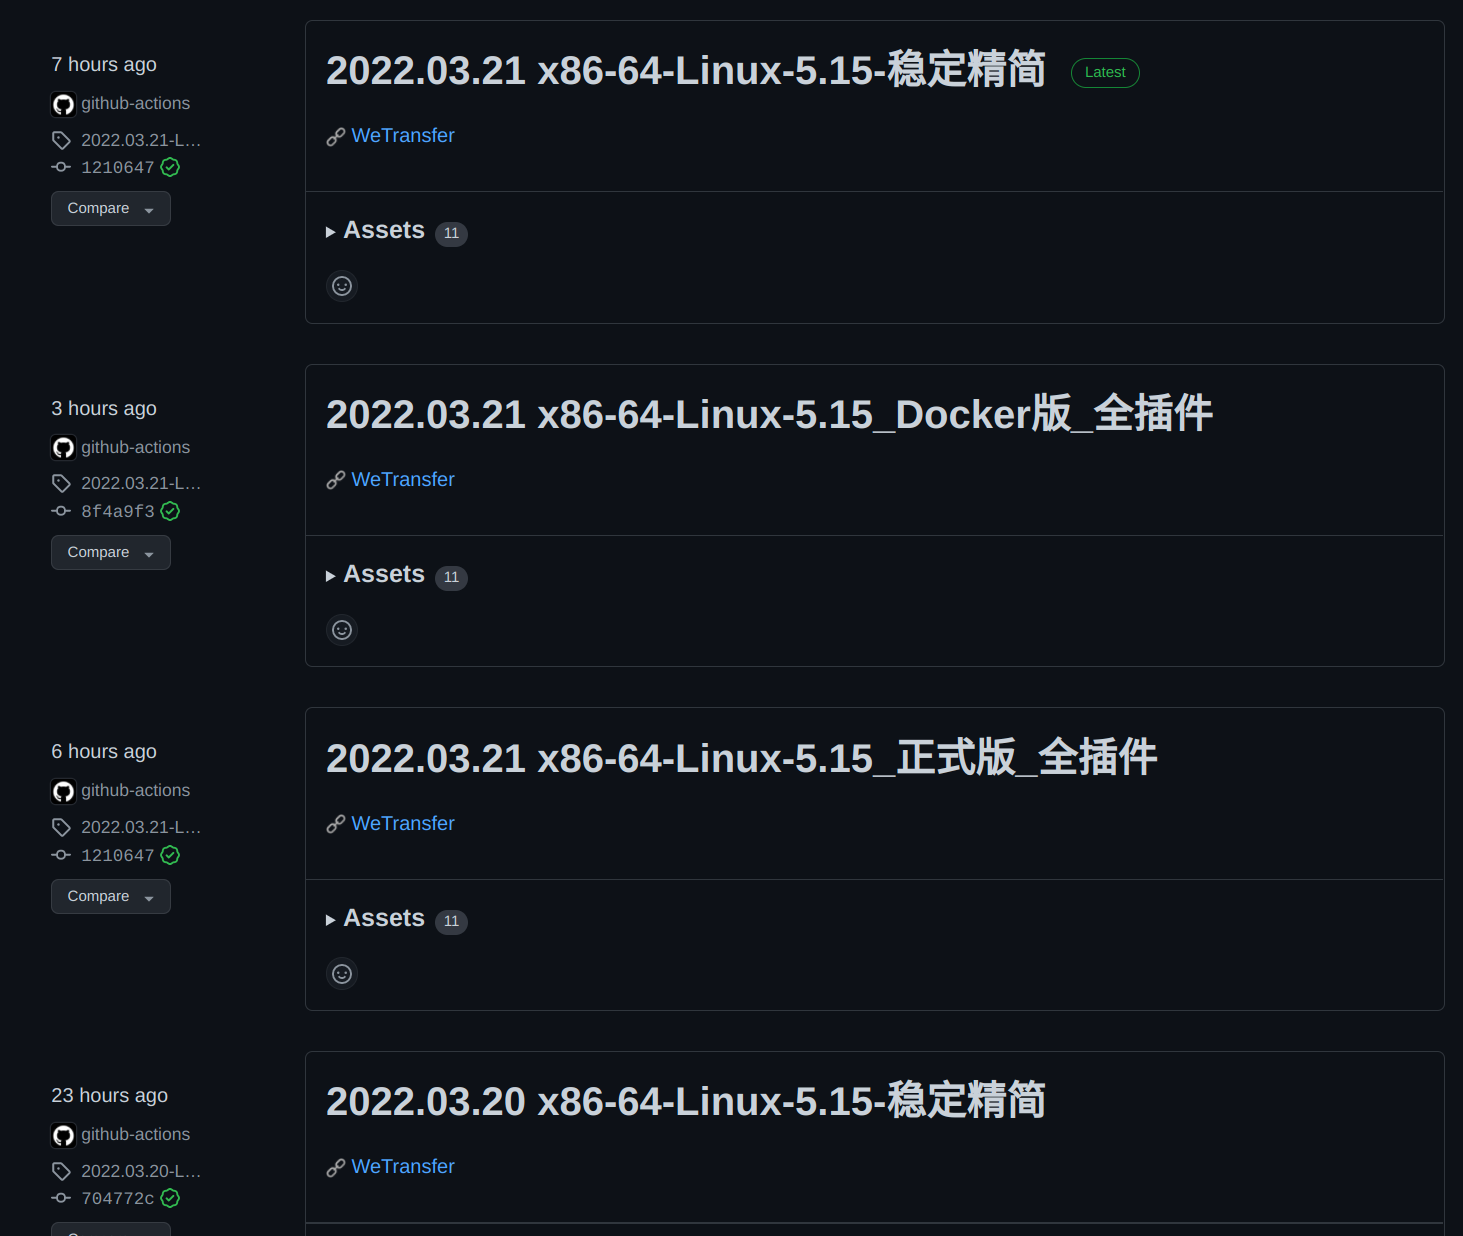 7 hours ago
github-actions
2022.03.21-L...
1210647
Compare
2022.03.21 x86-64-Linux-5.15-稳定精简 Latest
WeTransfer
Assets 11
3 hours ago
github-actions
2022.03.21-L...
8f4a9f3
Compare
2022.03.21 x86-64-Linux-5.15_Docker版_全插件
WeTransfer
Assets 11
6 hours ago
github-actions
2022.03.21-L...
1210647
Compare
2022.03.21 x86-64-Linux-5.15_正式版_全插件
WeTransfer
Assets 11
23 hours ago
github-actions
2022.03.20-L...
704772c
2022.03.20 x86-64-Linux-5.15-稳定精简
WeTransfer